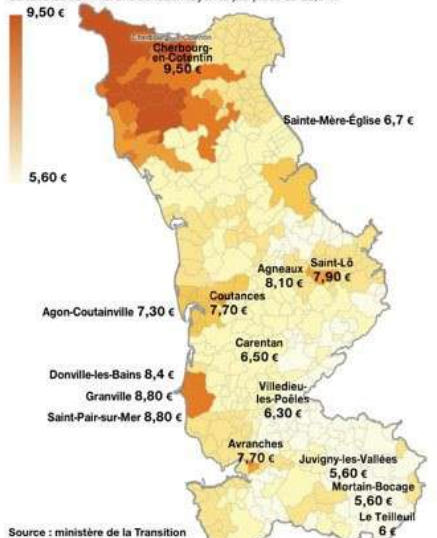 9,50 €
Cherbourg-
en-Cotentin
9,50 €
Sainte-Mère-Église 6,7 €
5,60 €
Saint-Lô
7,90 €
Agneaux
8,10 €
Coutances
7,70 €
Agon-Coutainville 7,30 €
Carentan
6,50 €
Donville-les-Bains 8,4 €
Granville 8,80 €
Saint-Pair-sur-Mer 8,80 €
Villedieu-
les-Poêles
6,30 €
Avranches
7,70 €
Juvigny-les-Vallées
5,60 €
Mortain-Bocage
5,60 €
Le Teilleuil
6 €
Source : ministère de la Transition